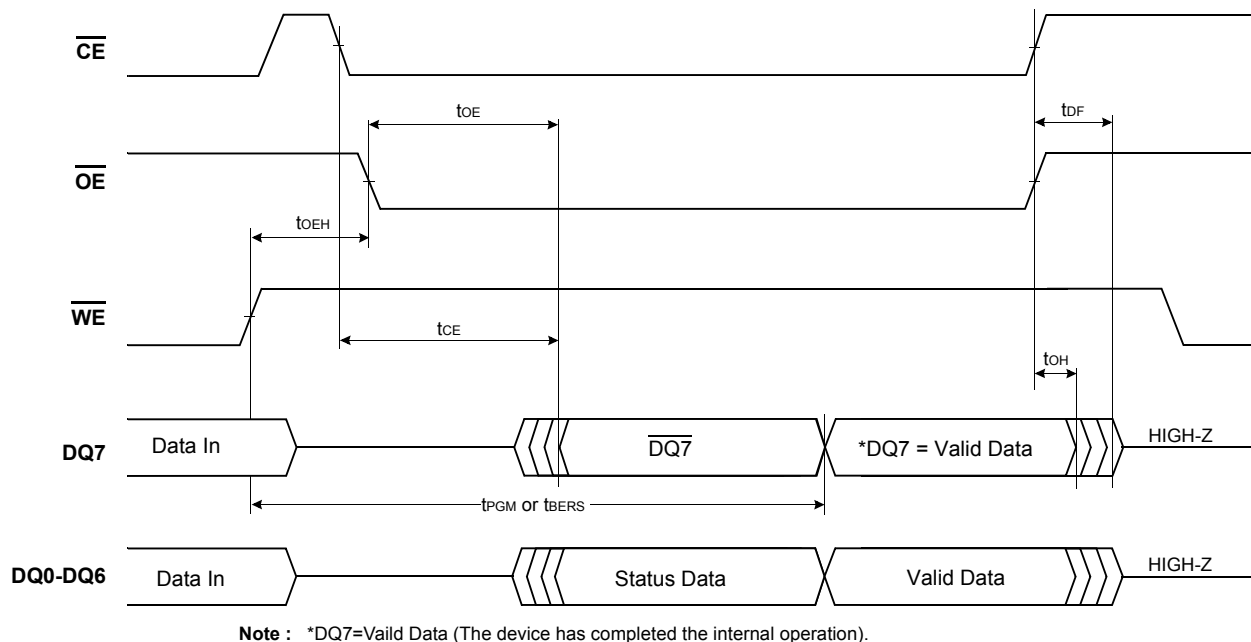 CE
tOE
tDF
OE
tOEH
WE
tCE
tOH
DQ7
Data In
DQ7
*DQ7 = Valid Data
HIGH-Z
tPGM or tBERS
DQ0-DQ6
Data In
Status Data
Valid Data
HIGH-Z
Note : *DQ7=Vaild Data (The device has completed the internal operation).